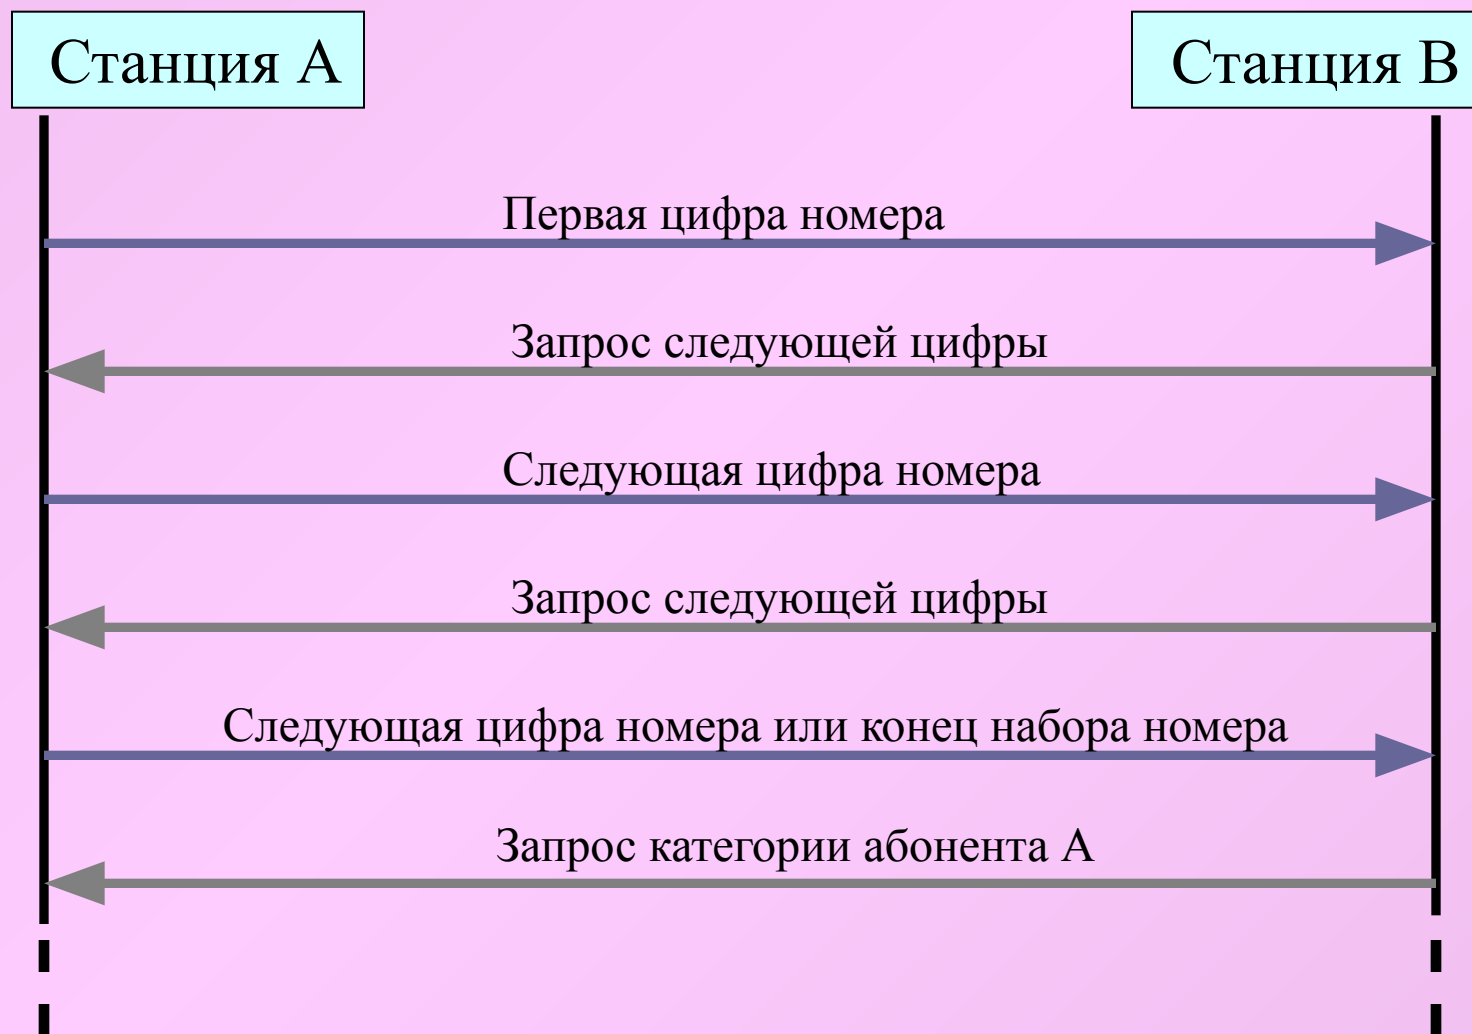 Станция А
Станция В
Первая цифра номера
Запрос следующей цифры
Следующая цифра номера
Запрос следующей цифры
Следующая цифра номера или конец набора номера
Запрос категории абонента А